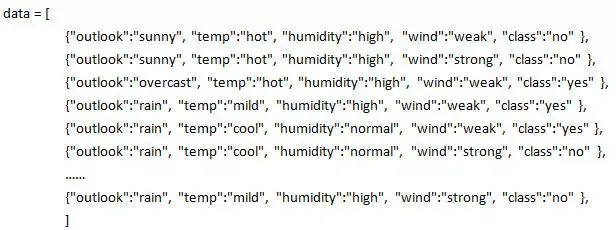 data = [
{"outlook":"sunny", "temp":"hot", "humidity":"high", "wind":"weak", "class":"no" },
{"outlook":"sunny", "temp":"hot", "humidity":"high", "wind":"strong", "class":"no" },
{"outlook":"overcast", "temp":"hot", "humidity":"high", "wind":"weak", "class":"yes" },
{"outlook":"rain", "temp":"mild", "humidity":"high", "wind":"weak", "class":"yes" },
{"outlook":"rain", "temp":"cool", "humidity":"normal", "wind":"weak", "class":"yes" },
{"outlook":"rain", "temp":"cool", "humidity":"normal", "wind":"strong", "class":"no" },
......
{"outlook":"rain", "temp":"mild", "humidity":"high", "wind":"strong", "class":"no" },
]